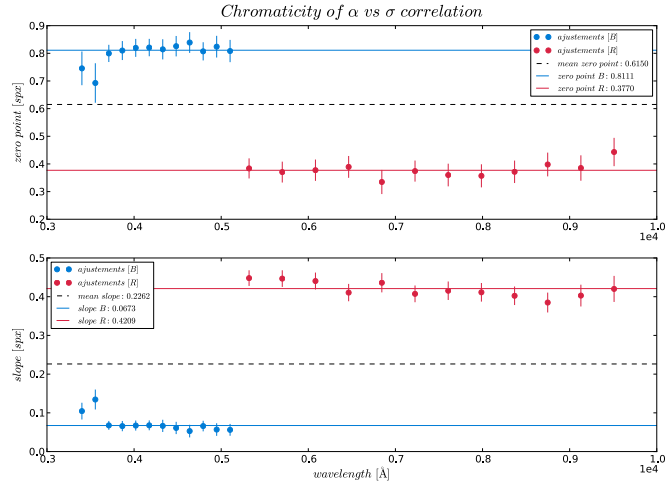 Chromaticity of α vs σ correlation
zero point [spx]
0.9
0.8
0.7
0.6
0.5
0.4
0.3
0.2
ajustements [B]
ajustements [R]
mean zero point : 0.6150
zero point B : 0.8111
zero point R : 0.3770
0.3 0.4 0.5 0.6 0.7 0.8 0.9 1.0
1e4
slope [spx]
0.5
0.4
0.3
0.2
0.1
0.0
ajustements [B]
ajustements [R]
mean slope : 0.2262
slope B : 0.0673
slope R : 0.4209
0.3 0.4 0.5 0.6 0.7 0.8 0.9 1.0
1e4
wavelength [Å]